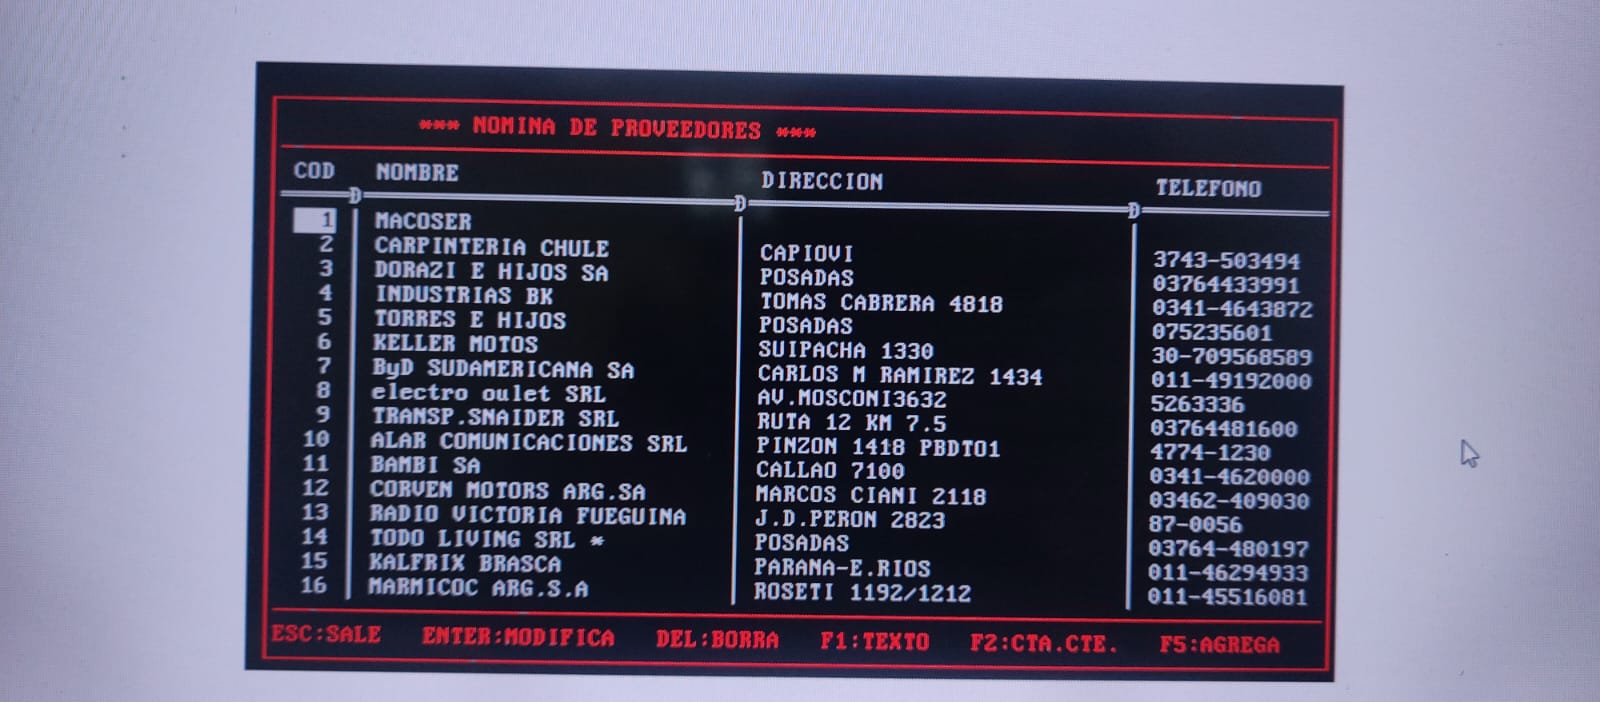 *** NOMINA DE PROVEEDORES ***
COD NOMBRE DIRECCION TELEFONO
1 MACOSER
2 CARPINTERIA CHULE CAPIOVI 3743-503494
3 DORAZI E HIJOS SA POSADAS 03764433991
4 INDUSTRIAS BK TOMAS CABRERA 4818 0341-4643872
5 TORRES E HIJOS POSADAS 075235601
6 KELLER MOTOS SUIPACHA 1330 30-709568589
7 ByD SUDAMERICANA SA CARLOS M RAMIREZ 1434 011-49192000
8 electro oulet SRL AV.MOSCONI3632 5263336
9 TRANSP.SNAIDER SRL RUTA 12 KM 7.5 03764481600
10 ALAR COMUNICACIONES SRL PINZON 1418 PBDTO1 4774-1230
11 BAMBI SA CALLAO 7100 0341-4620000
12 CORVEN MOTORS ARG.SA MARCOS CIANI 2118 03462-409030
13 RADIO VICTORIA FUEGUINA J.D.PERON 2823 87-0056
14 TODO LIVING SRL * POSADAS 03764-480197
15 KALFRIX BRASCA PARANA-E.RIOS 011-46294933
16 MARMICOC ARG.S.A ROSETI 1192/1212 011-45516081
ESC:SALE ENTER:MODIFICA DEL:BORRA F1:TEXTO F2:CTA.CTE. F5:AGREGA